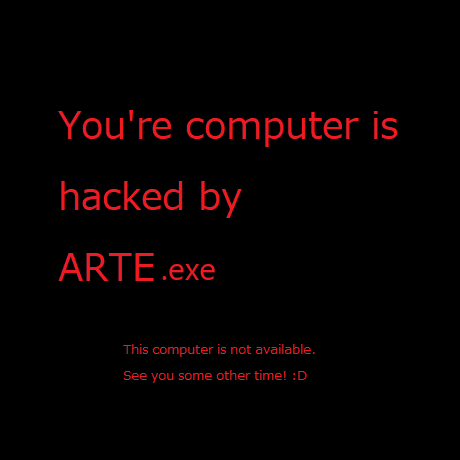 You're computer is
hacked by
ARTE .exe
This computer is not available.
See you some other time! :D